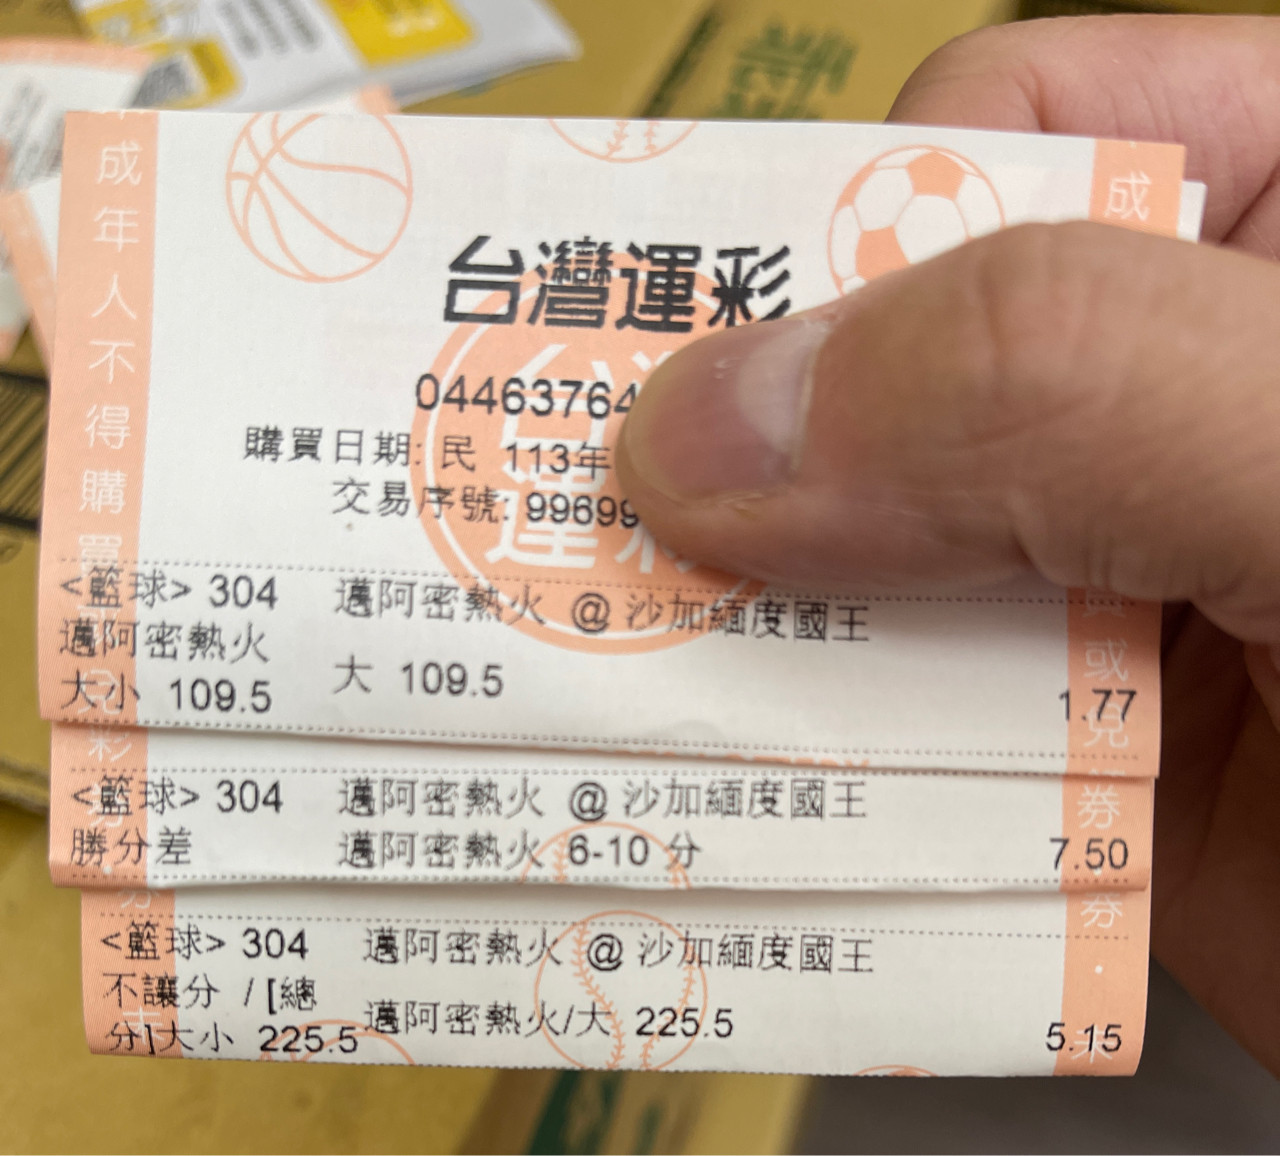 成年人不得購買
成
台灣運彩
04463764
購買日期: 民 113年
交易序號: 99699
<籃球> 304 邁阿密熱火 @ 沙加緬度國王
邁阿密熱火
大小 109.5 大 109.5 1.77
<籃球> 304 邁阿密熱火 @ 沙加緬度國王
勝分差 邁阿密熱火 6-10 分 7.50
<籃球> 304 邁阿密熱火 @ 沙加緬度國王
不讓分 / [總
分]大小 225.5 邁阿密熱火/大 225.5 5.15
或兌
彩
券
券